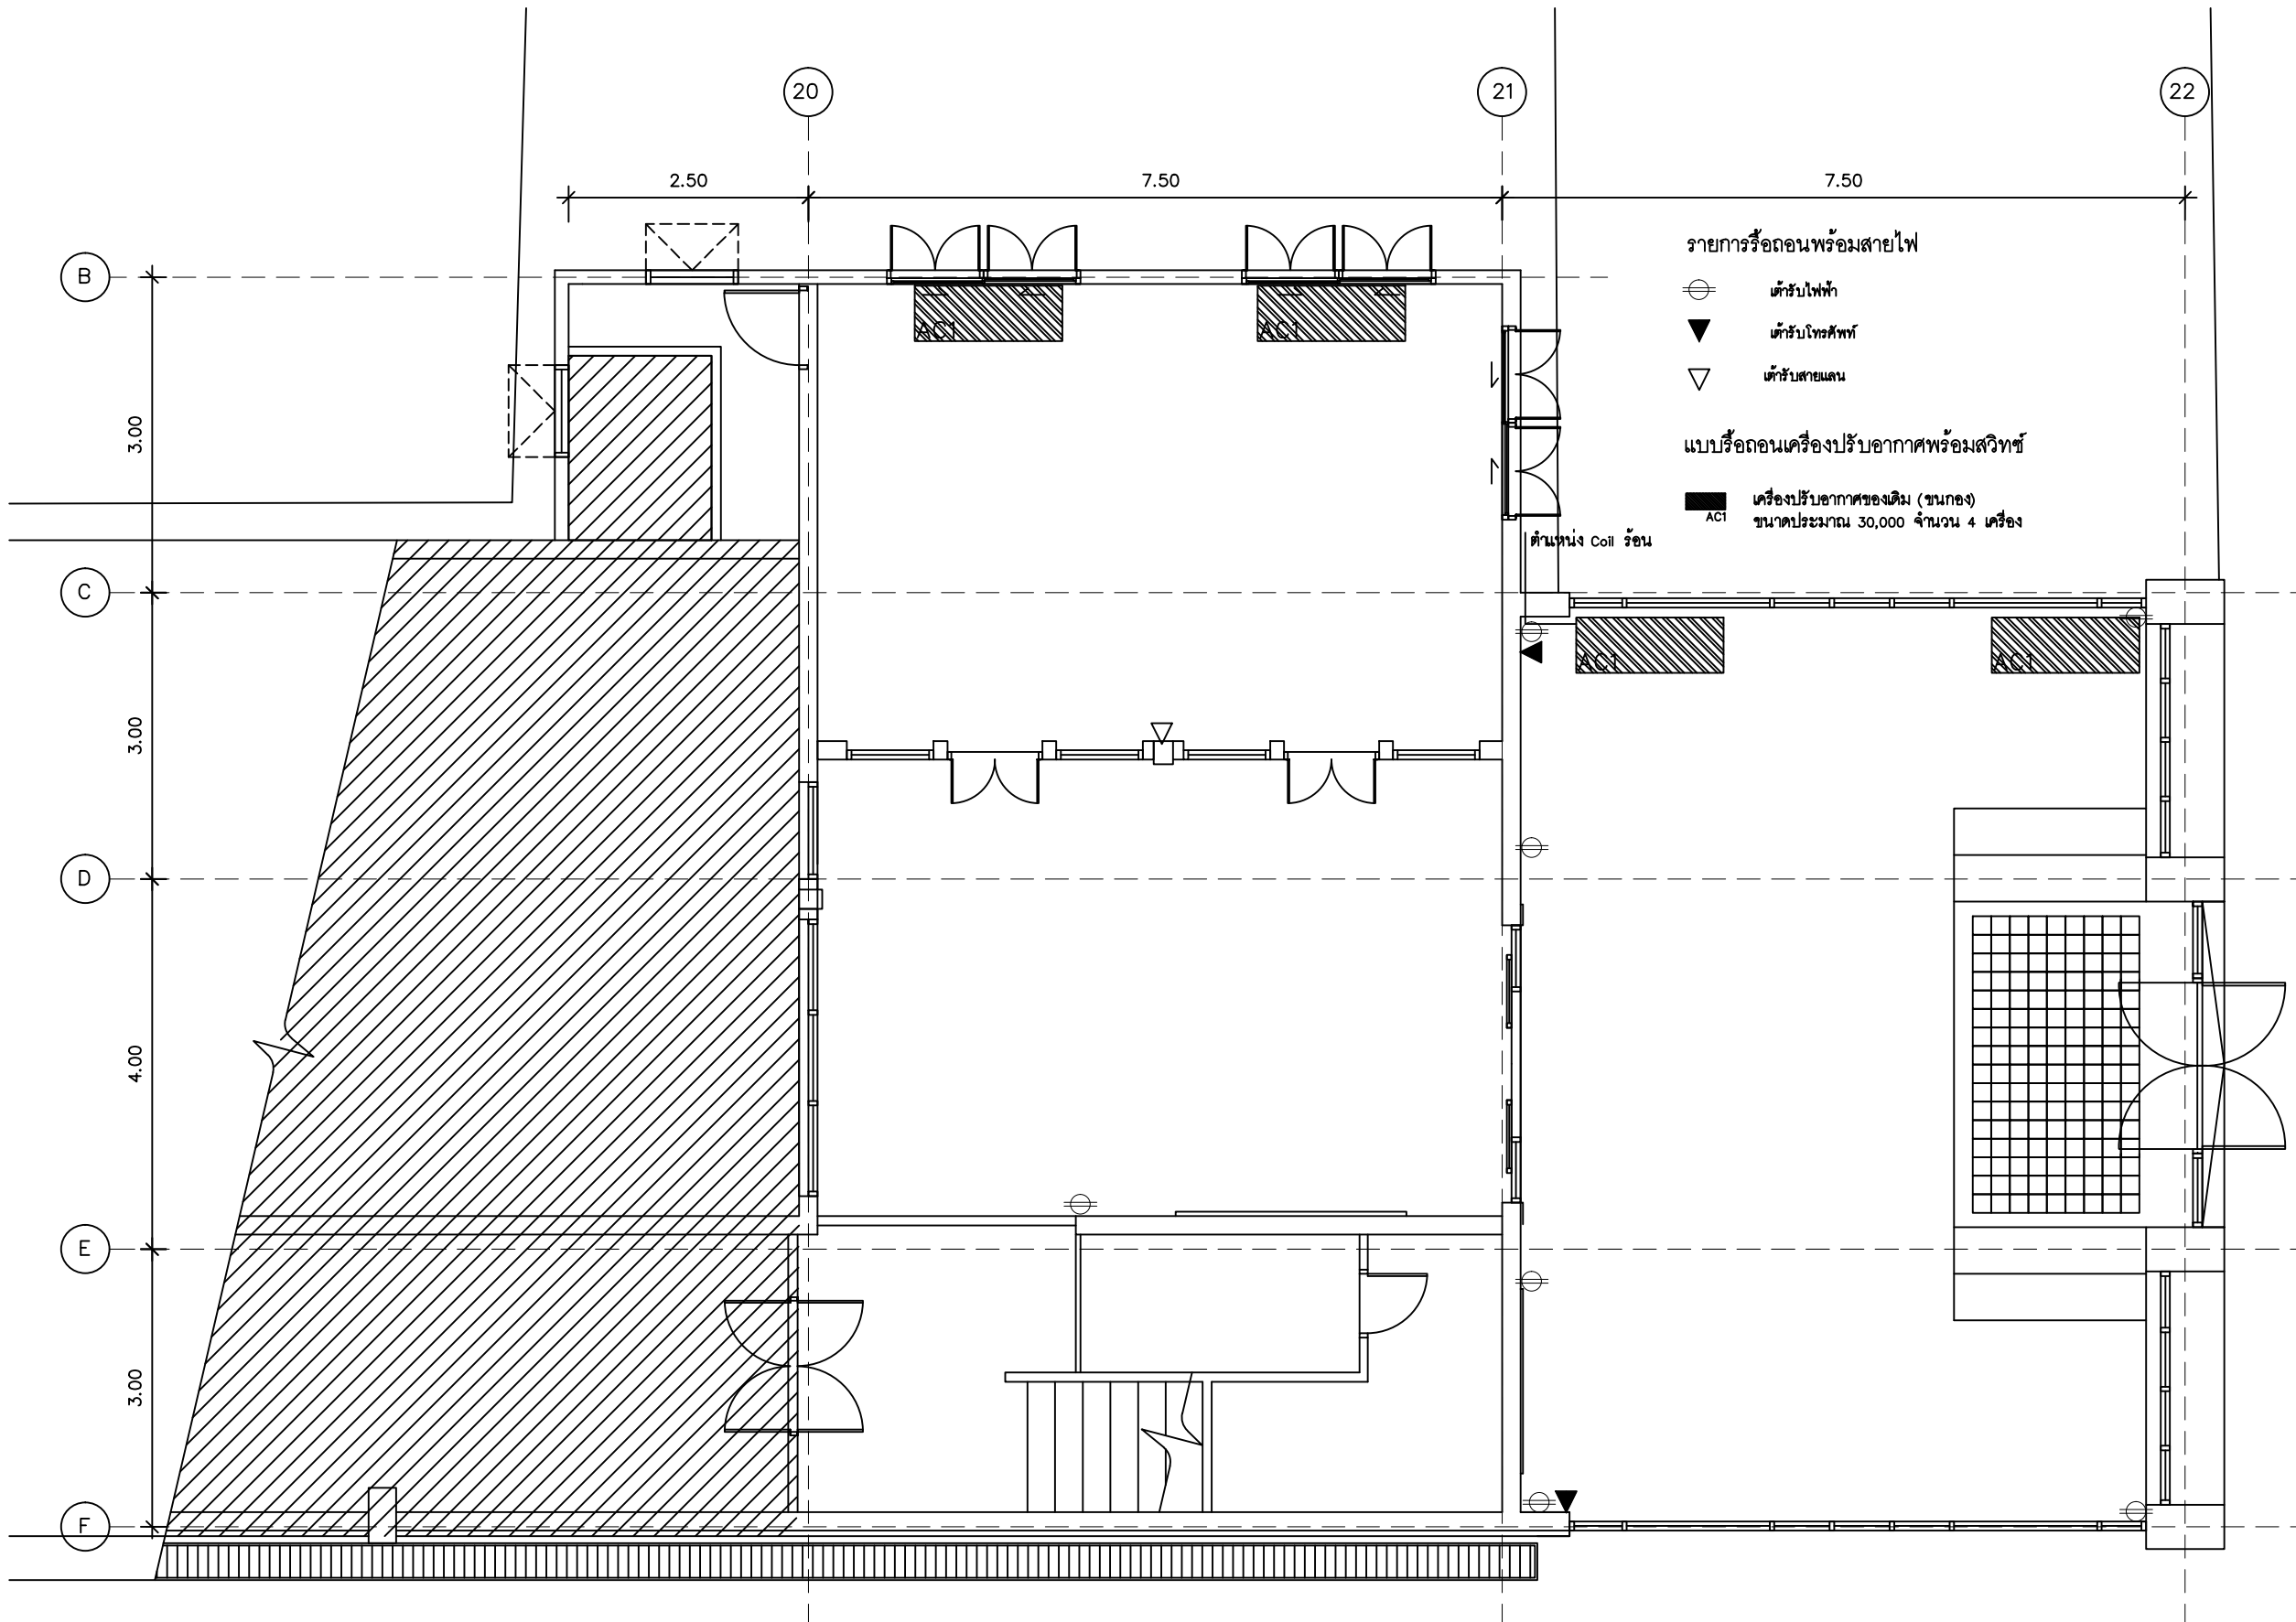 20
21
22
2.50
7.50
7.50
รายการรื้อถอนพร้อมสายไฟ
B
เต้ารับไฟฟ้า
AC1
AC1
เต้ารับโทรศัพท์
เต้ารับสายแลน
3.00
แบบรื้อถอนเครื่องปรับอากาศพร้อมสวิทช์
เครื่องปรับอากาศของเดิม (ขนกอง)
AC1
ขนาดประมาณ 30,000 จำนวน 4 เครื่อง
ตำแหน่ง Coil ร้อน
C
AC1
AC1
3.00
D
4.00
E
3.00
F